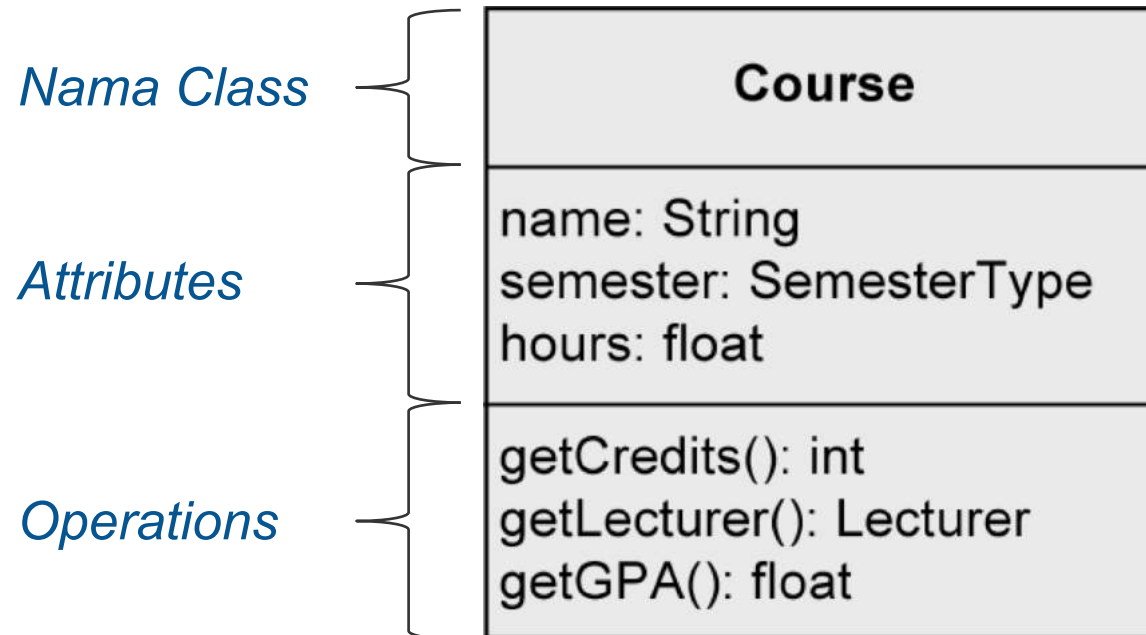 Nama Class
Course
Attributes
name: String
semester: SemesterType
hours: float
Operations
getCredits(): int
getLecturer(): Lecturer
getGPA(): float